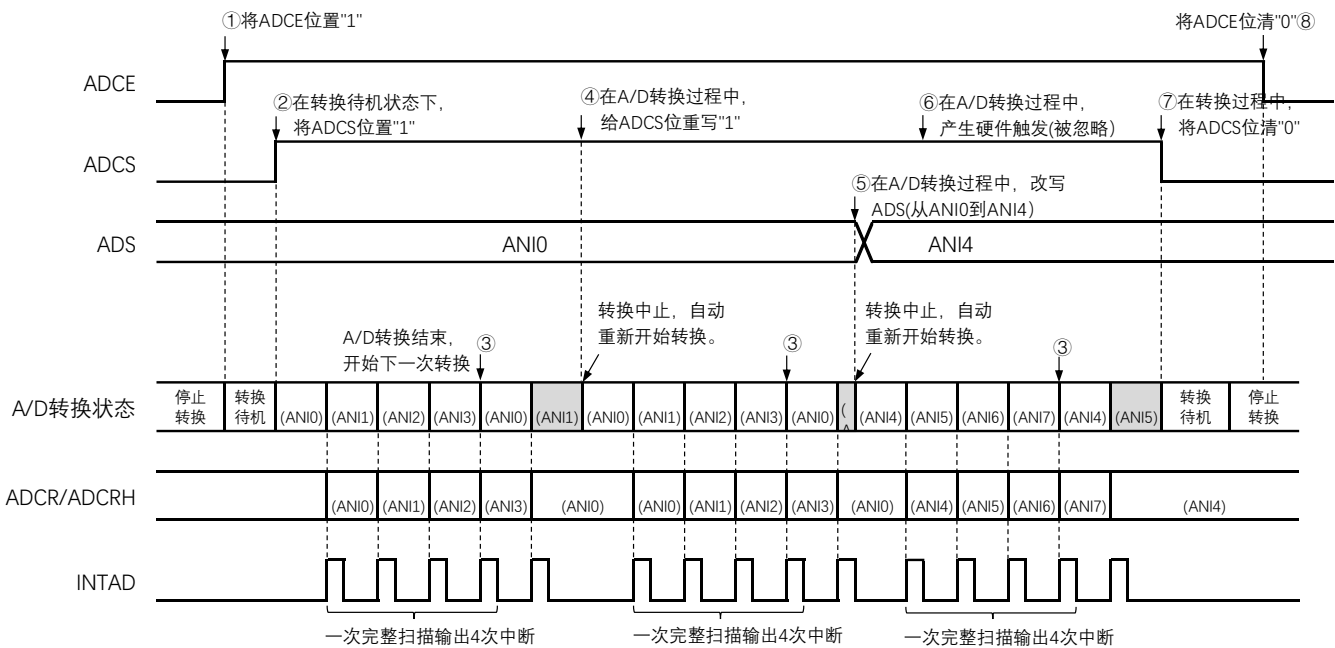 ①将ADCE位置"1"
将ADCE位清"0"⑧
ADCE
②在转换待机状态下，
将ADCS位置"1"
④在A/D转换过程中，
给ADCS位重写"1"
⑥在A/D转换过程中，
产生硬件触发(被忽略）
⑦在转换过程中，
将ADCS位清"0"
ADCS
⑤在A/D转换过程中，改写
ADS(从ANI0到ANI4）
ADS
ANI0
ANI4
A/D转换结束，
开始下一次转换
③
转换中止，自动
重新开始转换。
③
转换中止，自动
重新开始转换。
③
A/D转换状态
停止
转换
转换
待机
(ANI0) (ANI1) (ANI2) (ANI3) (ANI0) (ANI1) (ANI0) (ANI1) (ANI2) (ANI3) (ANI0) (ANI4) (ANI5) (ANI6) (ANI7) (ANI4) (ANI5)
转换
待机
停止
转换
ADCR/ADCRH
(ANI0) (ANI1) (ANI2) (ANI3) (ANI0) (ANI0) (ANI1) (ANI2) (ANI3) (ANI0) (ANI4) (ANI5) (ANI6) (ANI7) (ANI4)
INTAD
一次完整扫描输出4次中断
一次完整扫描输出4次中断
一次完整扫描输出4次中断